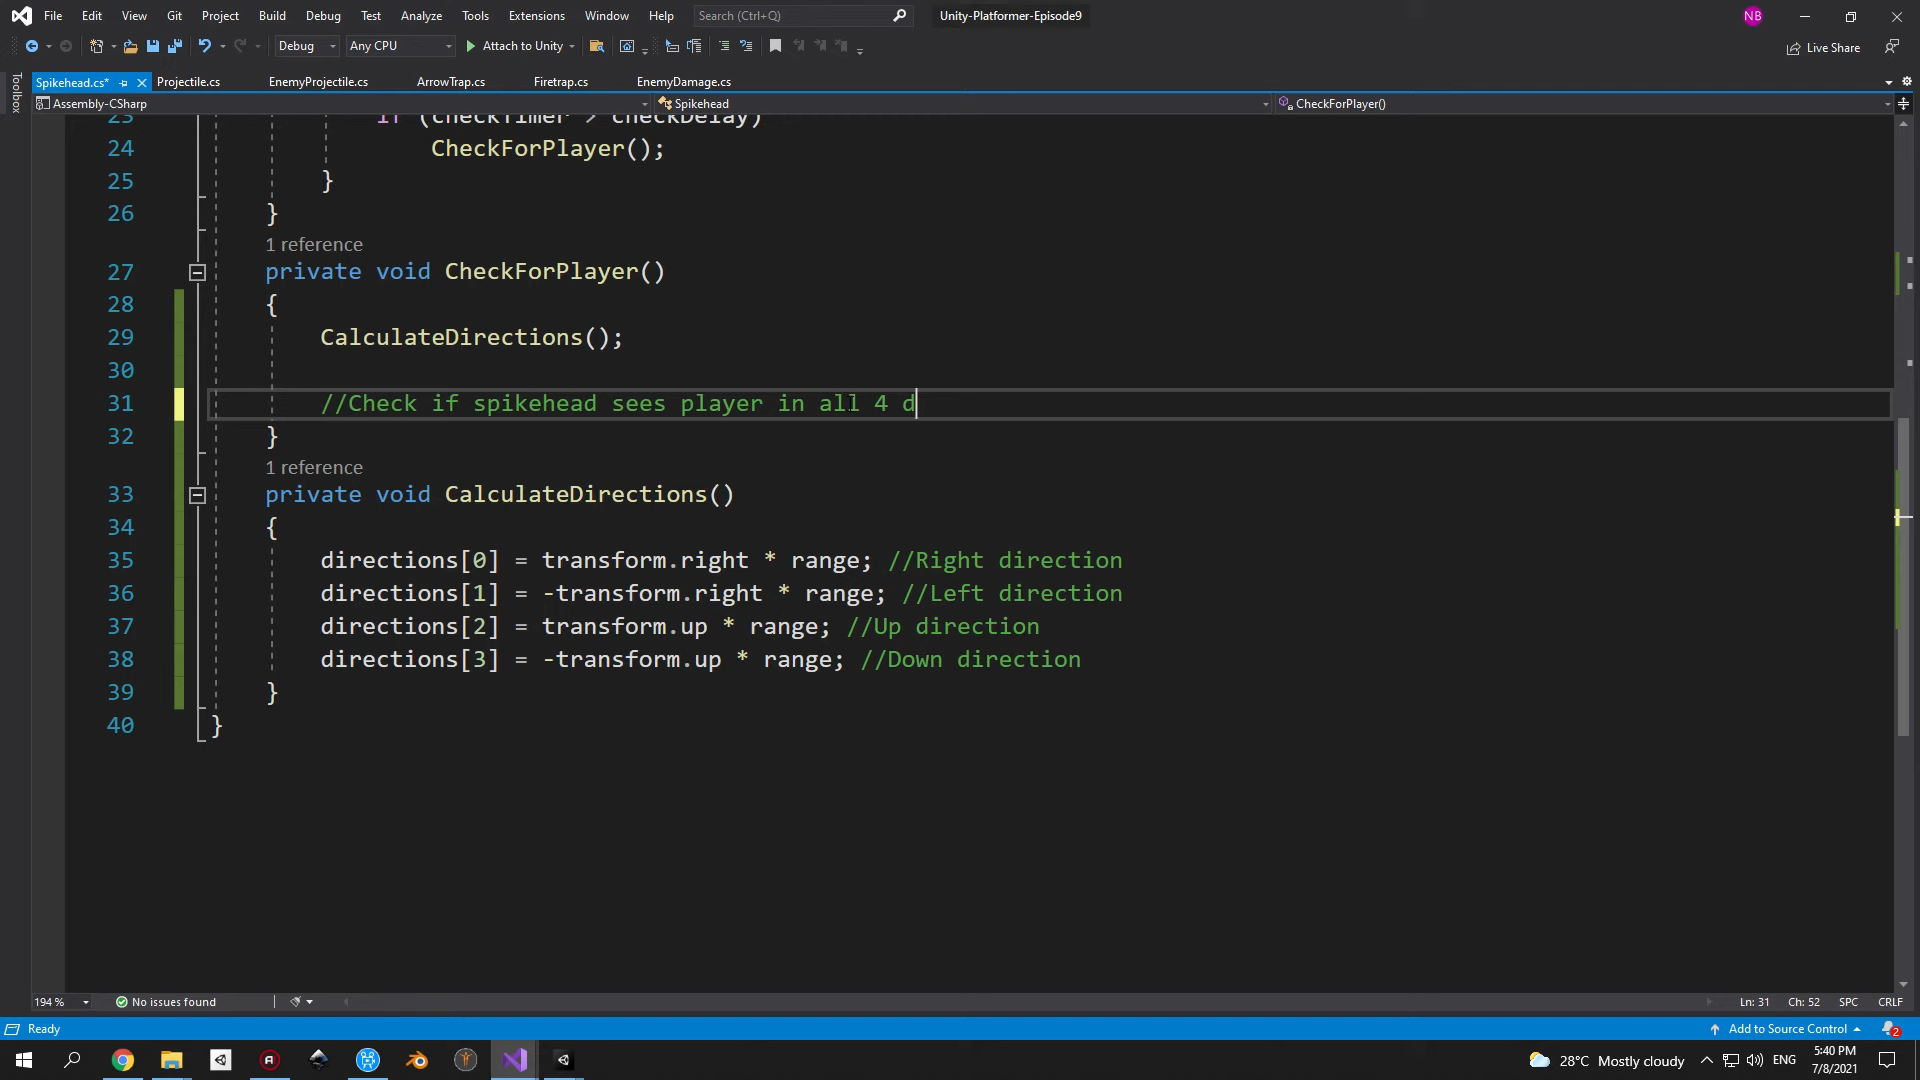 File Edit View Git Project Build Debug Test Analyze Tools Extensions Window Help Search (Ctrl+Q) Unity-Platformer-Episode9 NB
Debug Any CPU Attach to Unity Live Share
Toolbox
Spikehead.cs* Projectile.cs EnemyProjectile.cs ArrowTrap.cs Firetrap.cs EnemyDamage.cs
Assembly-CSharp Spikehead CheckForPlayer()
23 if (checkTimer > checkDelay)
24 CheckForPlayer();
25 }
26 }
1 reference
27 private void CheckForPlayer()
28 {
29 CalculateDirections();
30
31 //Check if spikehead sees player in all 4 d
32 }
1 reference
33 private void CalculateDirections()
34 {
35 directions[0] = transform.right * range; //Right direction
36 directions[1] = -transform.right * range; //Left direction
37 directions[2] = transform.up * range; //Up direction
38 directions[3] = -transform.up * range; //Down direction
39 }
40 }
194 % No issues found Ln: 31 Ch: 52 SPC CRLF
Ready Add to Source Control 2
28°C Mostly cloudy ENG 5:40 PM
7/8/2021